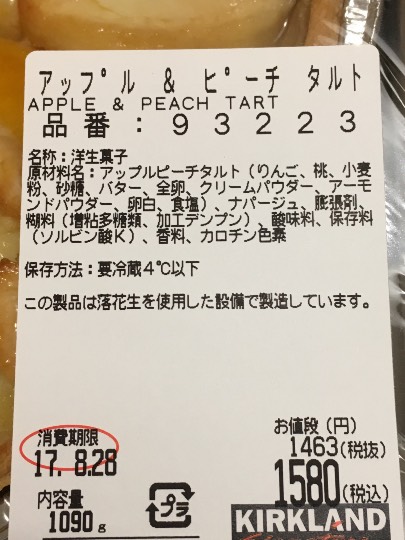 アップル & ピーチ タルト
APPLE & PEACH TART
品番:93223
名称:洋生菓子
原材料名:アップルピーチタルト(りんご、桃、小麦
粉、砂糖、バター、全卵、クリームパウダー、アーモ
ンドパウダー、卵白、食塩)、ナパージュ、膨張剤、
糊料(増粘多糖類、加工デンプン)、酸味料、保存料
(ソルビン酸K)、香料、カロチン色素
保存方法:要冷蔵4℃以下
この製品は落花生を使用した設備で製造しています。
消費期限
17. 8.28
内容量
1090g
プラ
お値段(円)
1463(税抜)
1580(税込)
KIRKLAND